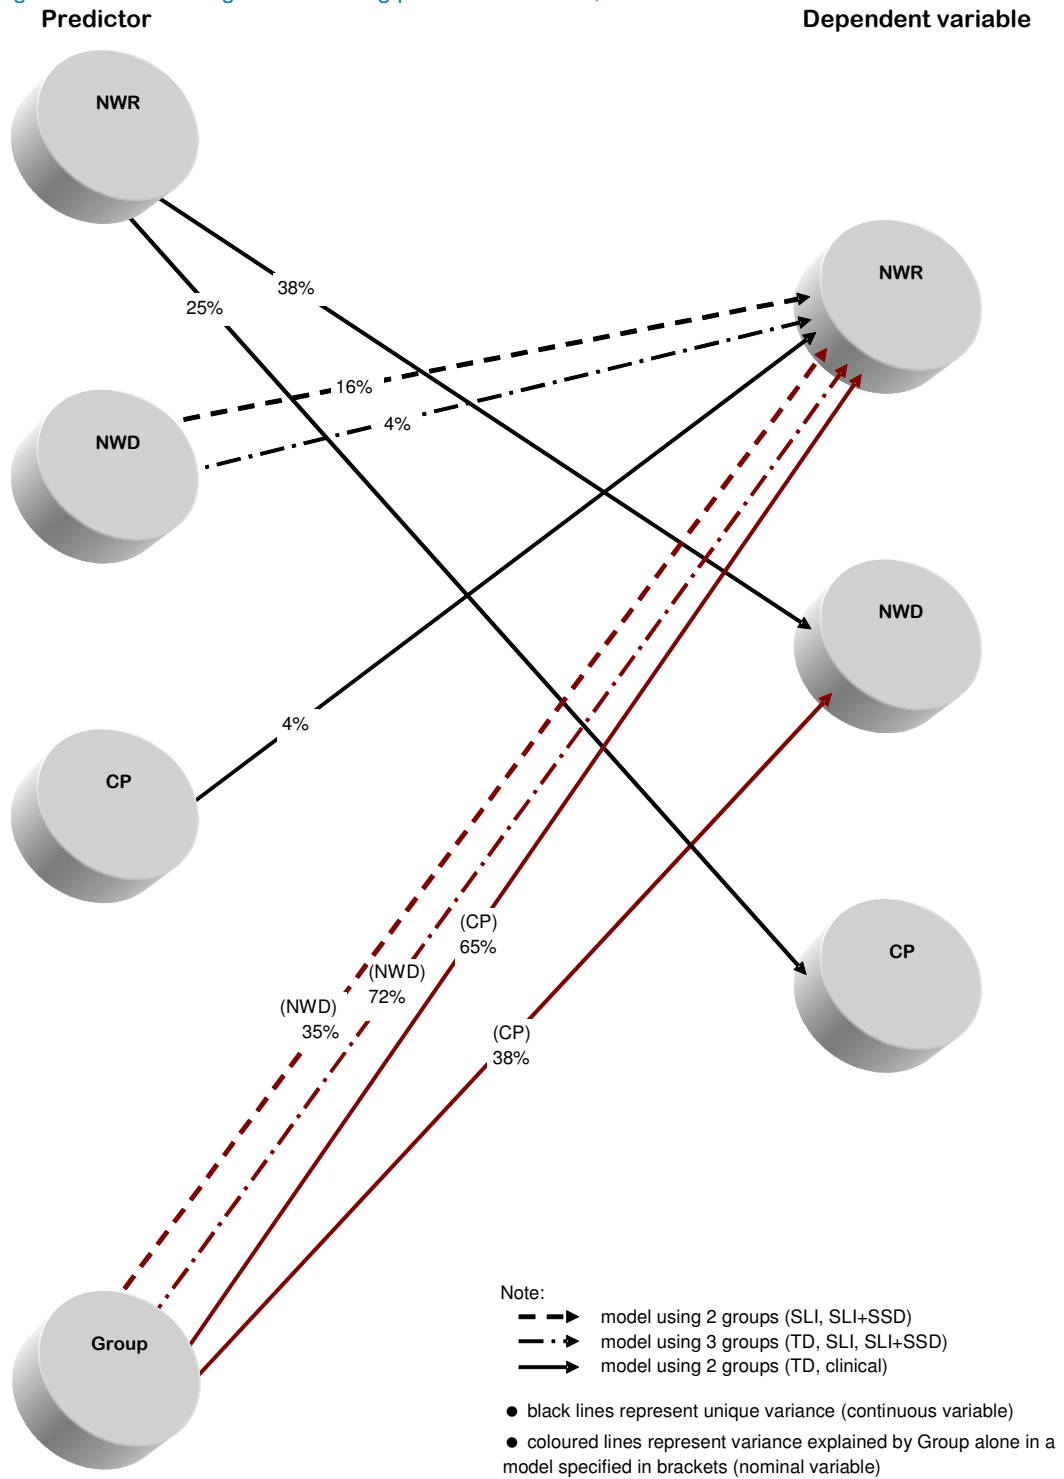 Predictor
Dependent variable
NWR
NWR
38%
25%
16%
4%
NWD
NWD
4%
CP
CP
(CP)
65%
(NWD)
72%
(NWD)
35%
(CP)
38%
Group
Note:
model using 2 groups (SLI, SLI+SSD)
model using 3 groups (TD, SLI, SLI+SSD)
model using 2 groups (TD, clinical)
● black lines represent unique variance (continuous variable)
● coloured lines represent variance explained by Group alone in a
model specified in brackets (nominal variable)